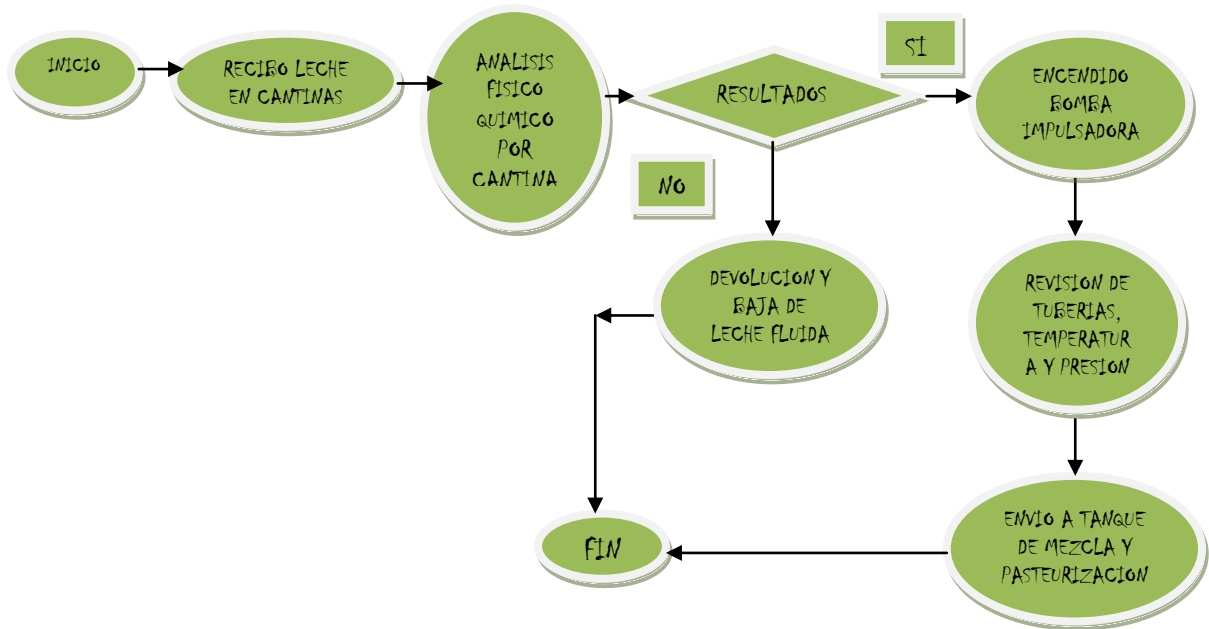 INICIO
RECIBO LECHE
EN CANTINAS
ANALISIS
FISICO
QUIMICO
POR
CANTINA
RESULTADOS
SI
ENCENDIDO
BOMBA
IMPULSADORA
NO
DEVOLUCION Y
BAJA DE
LECHE FLUIDA
REVISION DE
TUBERIAS,
TEMPERATUR
A Y PRESION
FIN
ENVIO A TANQUE
DE MEZCLA Y
PASTEURIZACION